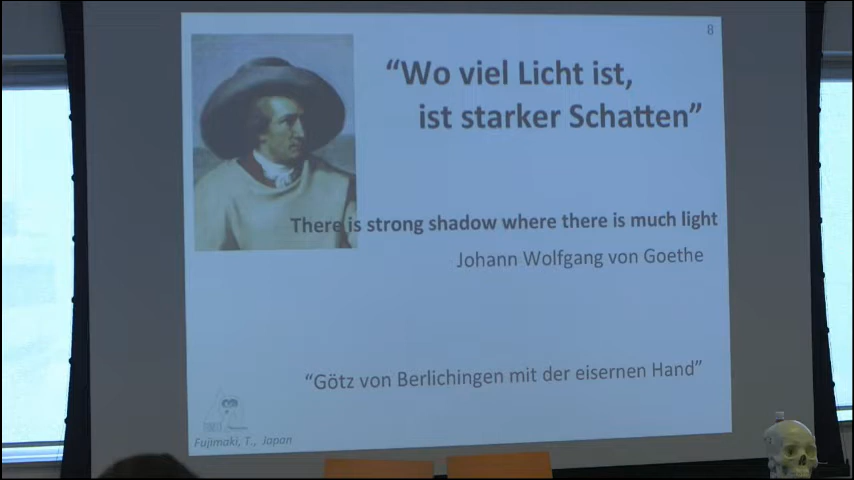 8
“Wo viel Licht ist,
ist starker Schatten”
There is strong shadow where there is much light
Johann Wolfgang von Goethe
“Götz von Berlichingen mit der eisernen Hand”
Fujimaki, T., Japan